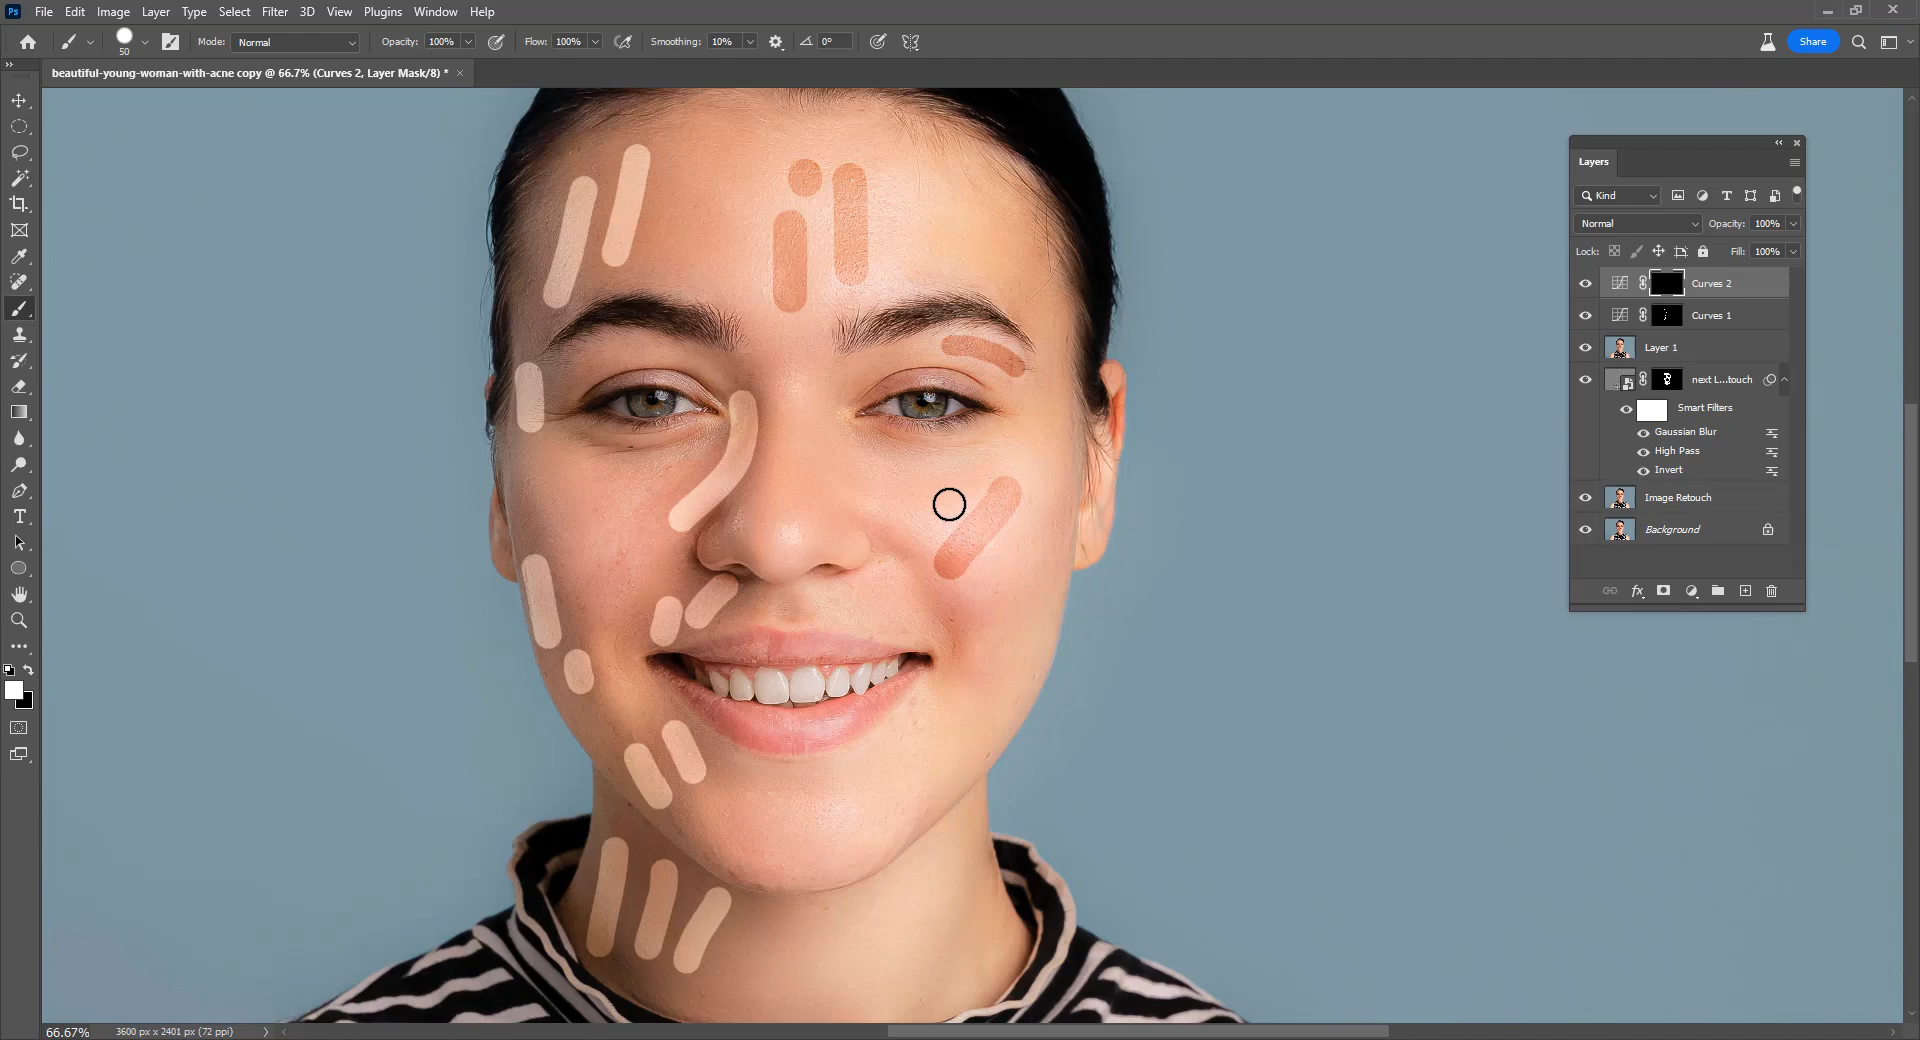 Ps File Edit Image Layer Type Select Filter 3D View Plugins Window Help
50 Mode: Normal Opacity: 100% Flow: 100% Smoothing: 10% 0° Share
beautiful-young-woman-with-acne copy @ 66.7% (Curves 2, Layer Mask/8) * ×
Layers
Kind
Normal Opacity: 100%
Lock: Fill: 100%
Curves 2
Curves 1
Layer 1
next L...touch
Smart Filters
Gaussian Blur
High Pass
Invert
Image Retouch
Background
fx
66.67% 3600 px x 2401 px (72 ppi)